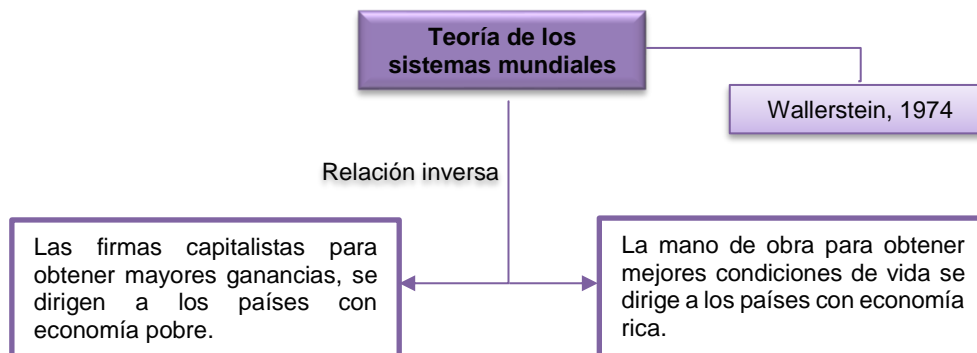 Teoría de los
sistemas mundiales
Wallerstein, 1974
Relación inversa
Las firmas capitalistas para
obtener mayores ganancias, se
dirigen a los países con
economía pobre.
La mano de obra para obtener
mejores condiciones de vida se
dirige a los países con economía
rica.